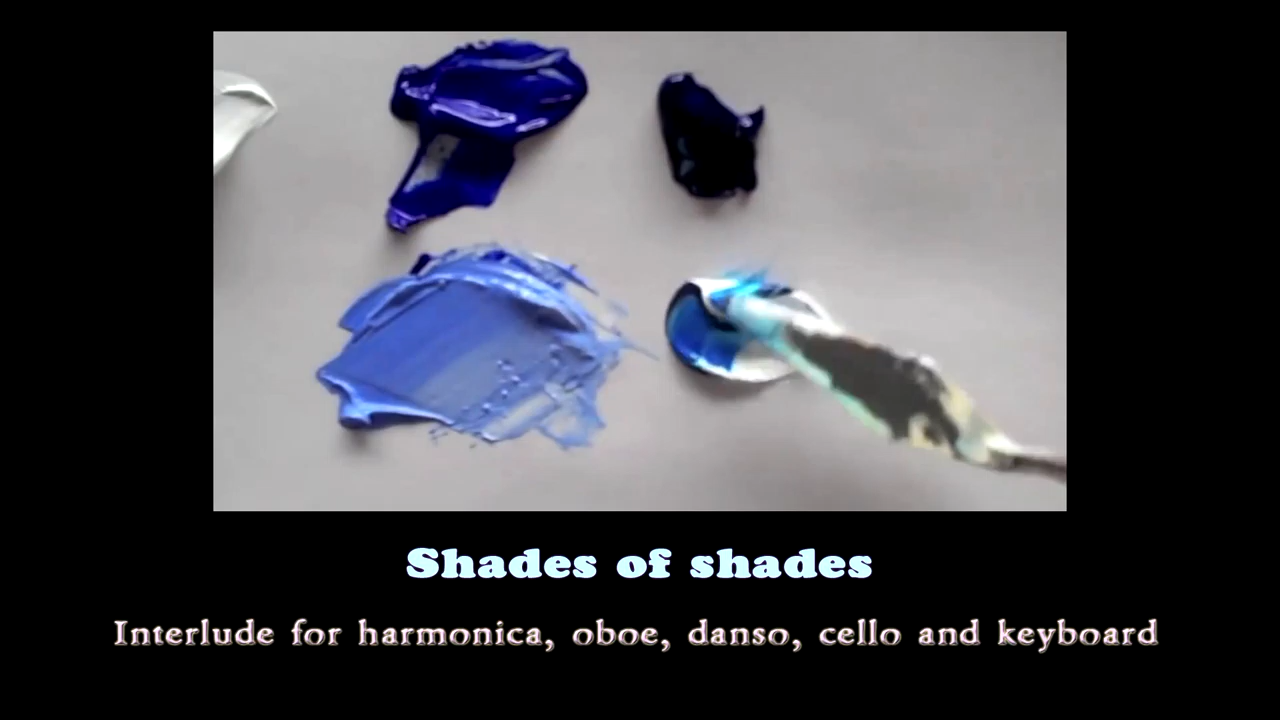 Shades of shades
Interlude for harmonica, oboe, danso, cello and keyboard